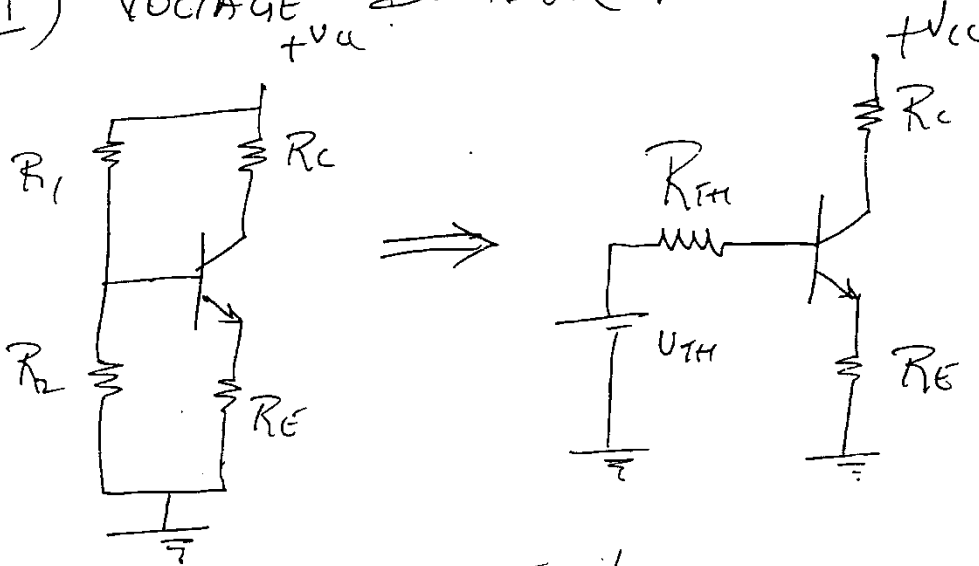 I) VOLTAGE
+VCC
+VCC
R1
RC
RC
RTH
R2
RE
VTH
RE